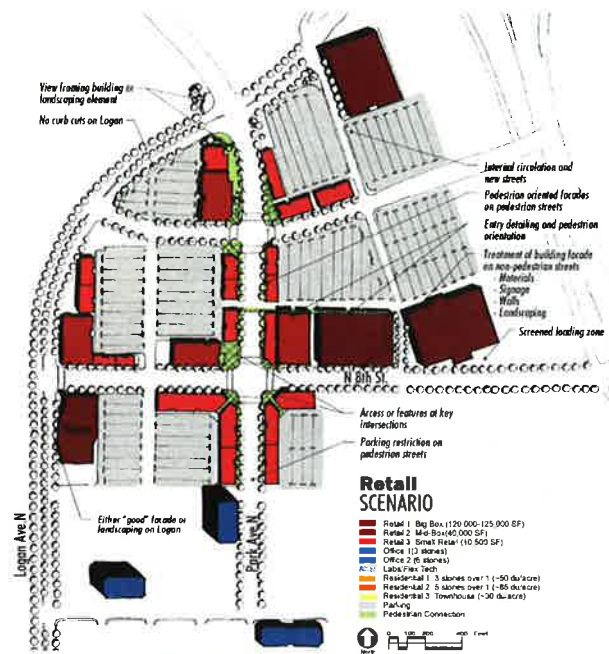 View framing building or
landscaping element
No curb cuts on Logan
Internal circulation and
new streets
Pedestrian oriented facades
on pedestrian streets
Entry detailing and pedestrian
orientation
Treatment of building facade
on non-pedestrian streets
- Materials
- Signage
- Walls
- Landscaping
Screened loading zone
N 8th St.
Access or features at key
intersections
Parking restriction on
pedestrian streets
Either "good" facade or
landscaping on Logan
Logan Ave.N
Park Ave.N
Retail
SCENARIO
Retail 1 Big Box (120,000-125,000 SF)
Retail 2 Mid-Box (40,000 SF)
Retail 3 Small Retail (10,500 SF)
Office 1 (3 stories)
Office 2 (6 stories)
Labs/Flex Tech
Residential 1 3 stories over 1 (~50 du/acre)
Residential 2 5 stories over 1 (~85 du/acre)
Residential 3 Townhouse (~30 du/acre)
Parking
Pedestrian Connection
North
0 100 200 400 Feet